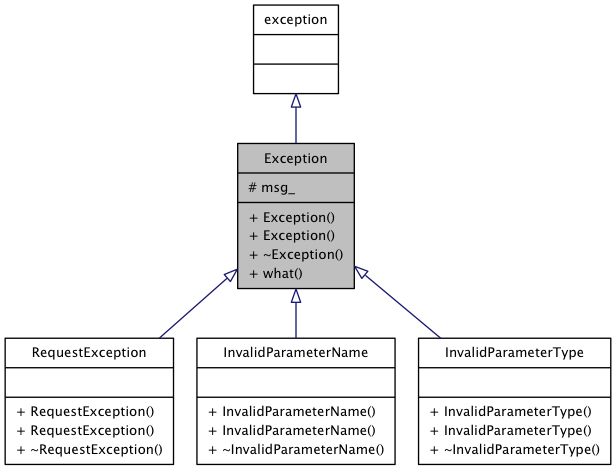 exception
Exception
# msg_
+ Exception()
+ Exception()
+ ~Exception()
+ what()
RequestException
+ RequestException()
+ RequestException()
+ ~RequestException()
InvalidParameterName
+ InvalidParameterName()
+ InvalidParameterName()
+ ~InvalidParameterName()
InvalidParameterType
+ InvalidParameterType()
+ InvalidParameterType()
+ ~InvalidParameterType()